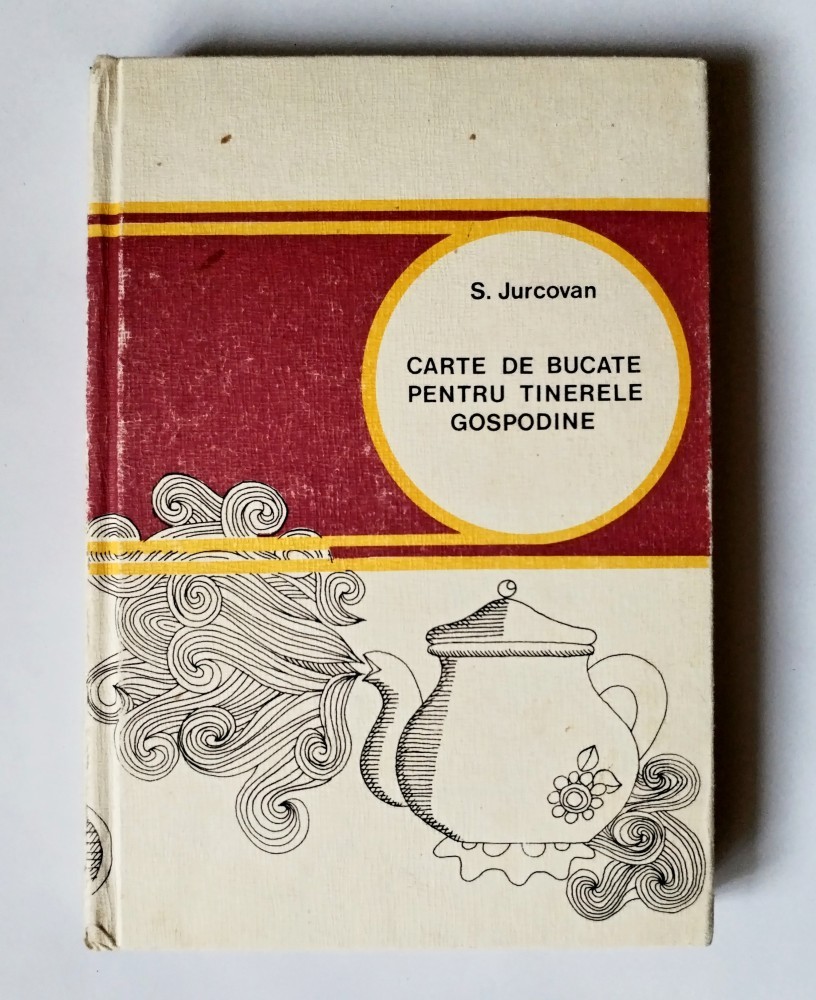 S. Jurcovan
CARTE DE BUCATE
PENTRU TINERELE
GOSPODINE